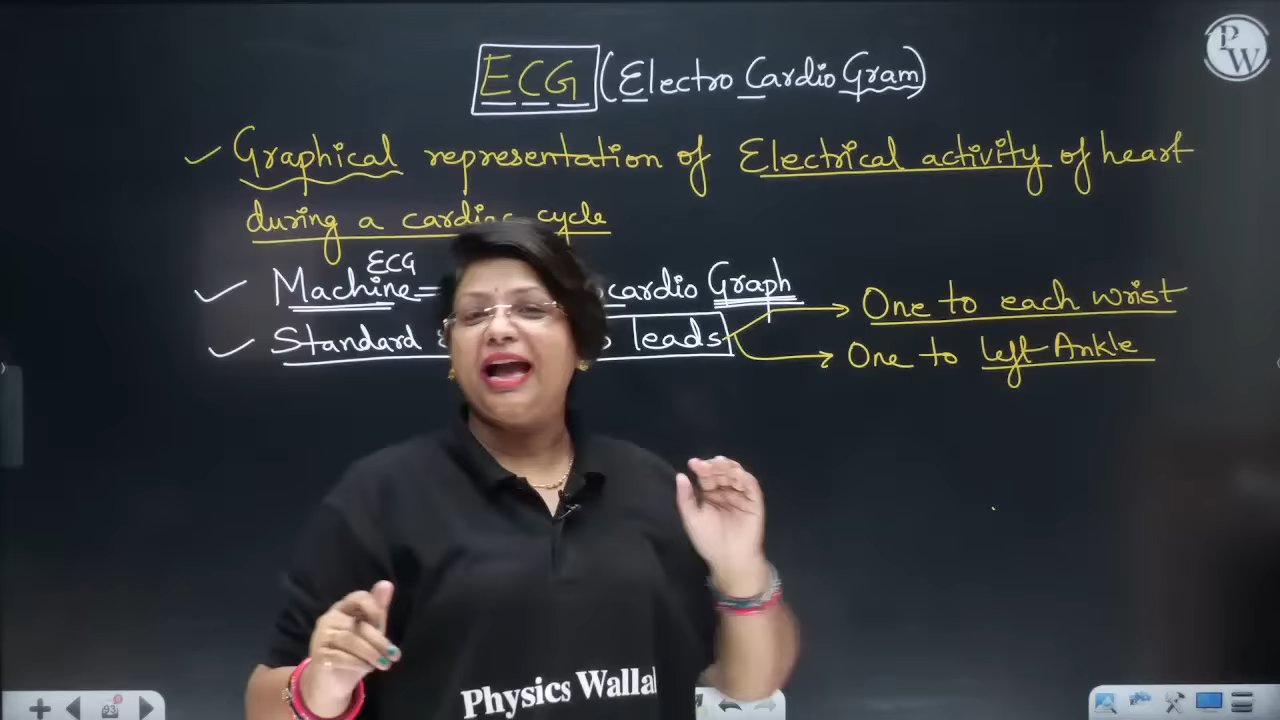 PW
ECG (Electro Cardio Gram)
✓ Graphical representation of Electrical activity of heart
during a cardiac cycle
ECG
✓ Machine = cardio Graph
✓ Standard leads → One to each wrist
→ One to left Ankle
Physics Walla
93